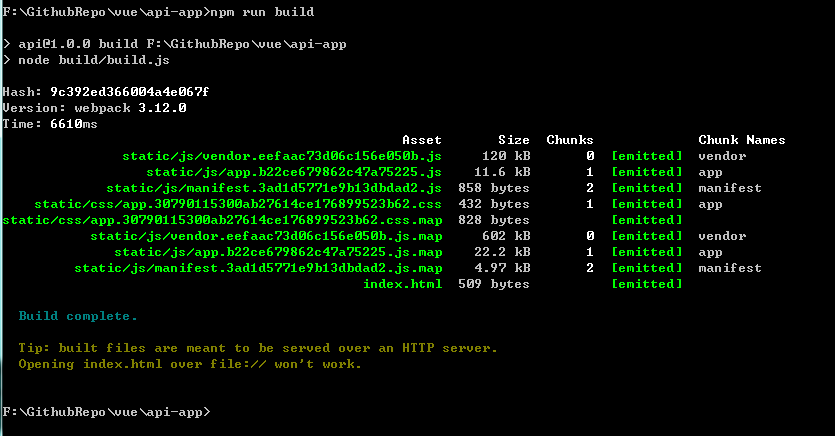 F:\GithubRepo\vue\api-app>npm run build
> api@1.0.0 build F:\GithubRepo\vue\api-app
> node build/build.js
Hash: 9c392ed366004a4e067f
Version: webpack 3.12.0
Time: 6610ms
Asset Size Chunks Chunk Names
static/js/vendor.eefaac73d06c156e050b.js 120 kB 0 [emitted] vendor
static/js/app.b22ce679862c47a75225.js 11.6 kB 1 [emitted] app
static/js/manifest.3ad1d5771e9b13dbdad2.js 858 bytes 2 [emitted] manifest
static/css/app.30790115300ab27614ce176899523b62.css 432 bytes 1 [emitted] app
static/css/app.30790115300ab27614ce176899523b62.css.map 828 bytes [emitted]
static/js/vendor.eefaac73d06c156e050b.js.map 602 kB 0 [emitted] vendor
static/js/app.b22ce679862c47a75225.js.map 22.2 kB 1 [emitted] app
static/js/manifest.3ad1d5771e9b13dbdad2.js.map 4.97 kB 2 [emitted] manifest
index.html 509 bytes [emitted]
Build complete.
Tip: built files are meant to be served over an HTTP server.
Opening index.html over file:// won't work.
F:\GithubRepo\vue\api-app>